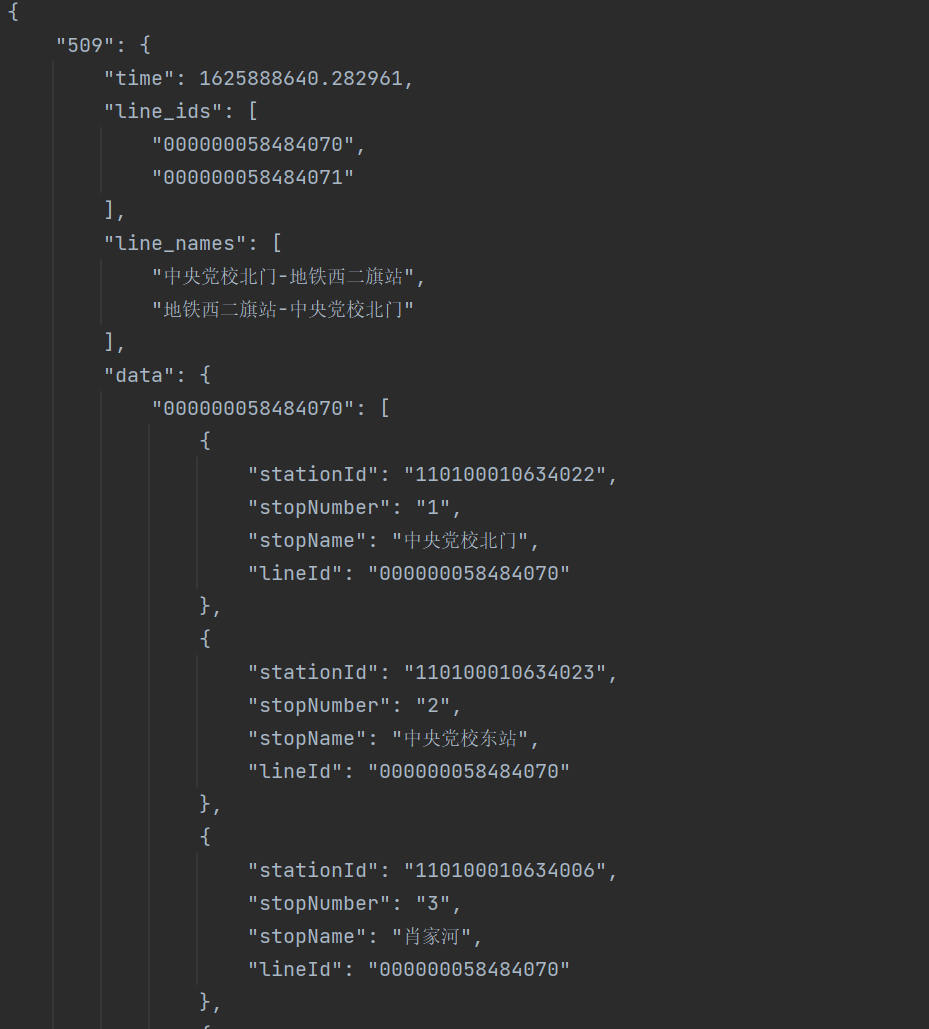 {
    "509": {
        "time": 1625888640.282961,
        "line_ids": [
            "000000058484070",
            "000000058484071"
        ],
        "line_names": [
            "中央党校北门-地铁西二旗站",
            "地铁西二旗站-中央党校北门"
        ],
        "data": {
            "000000058484070": [
                {
                    "stationId": "110100010634022",
                    "stopNumber": "1",
                    "stopName": "中央党校北门",
                    "lineId": "000000058484070"
                },
                {
                    "stationId": "110100010634023",
                    "stopNumber": "2",
                    "stopName": "中央党校东站",
                    "lineId": "000000058484070"
                },
                {
                    "stationId": "110100010634006",
                    "stopNumber": "3",
                    "stopName": "肖家河",
                    "lineId": "000000058484070"
                },
                {